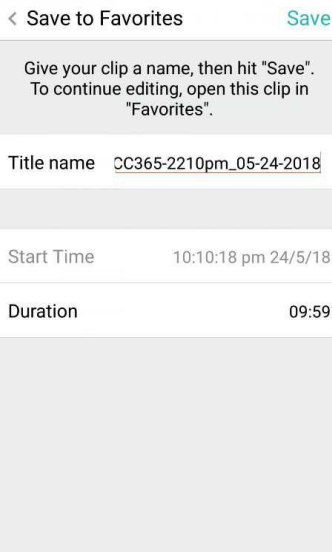 < Save to Favorites Save
Give your clip a name, then hit "Save".
To continue editing, open this clip in
"Favorites".
Title name CC365-2210pm_05-24-2018
Start Time 10:10:18 pm 24/5/18
Duration 09:59